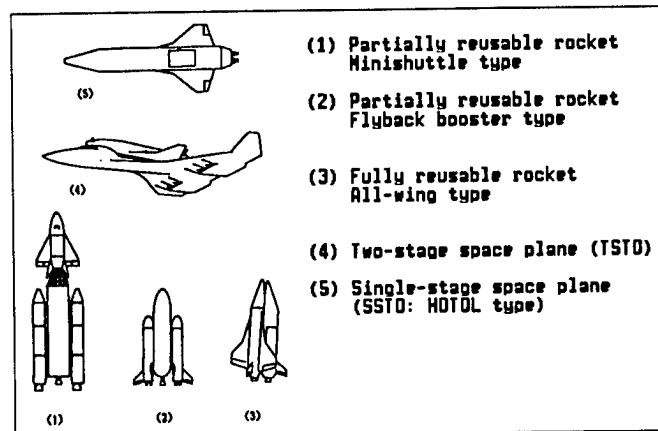 (1) Partially reusable rocket
Minishuttle type
(2) Partially reusable rocket
Flyback booster type
(3) Fully reusable rocket
All-wing type
(4) Two-stage space plane (TSTO)
(5) Single-stage space plane
(SSTO: HOTOL type)
(5)
(4)
(1)
(2)
(3)